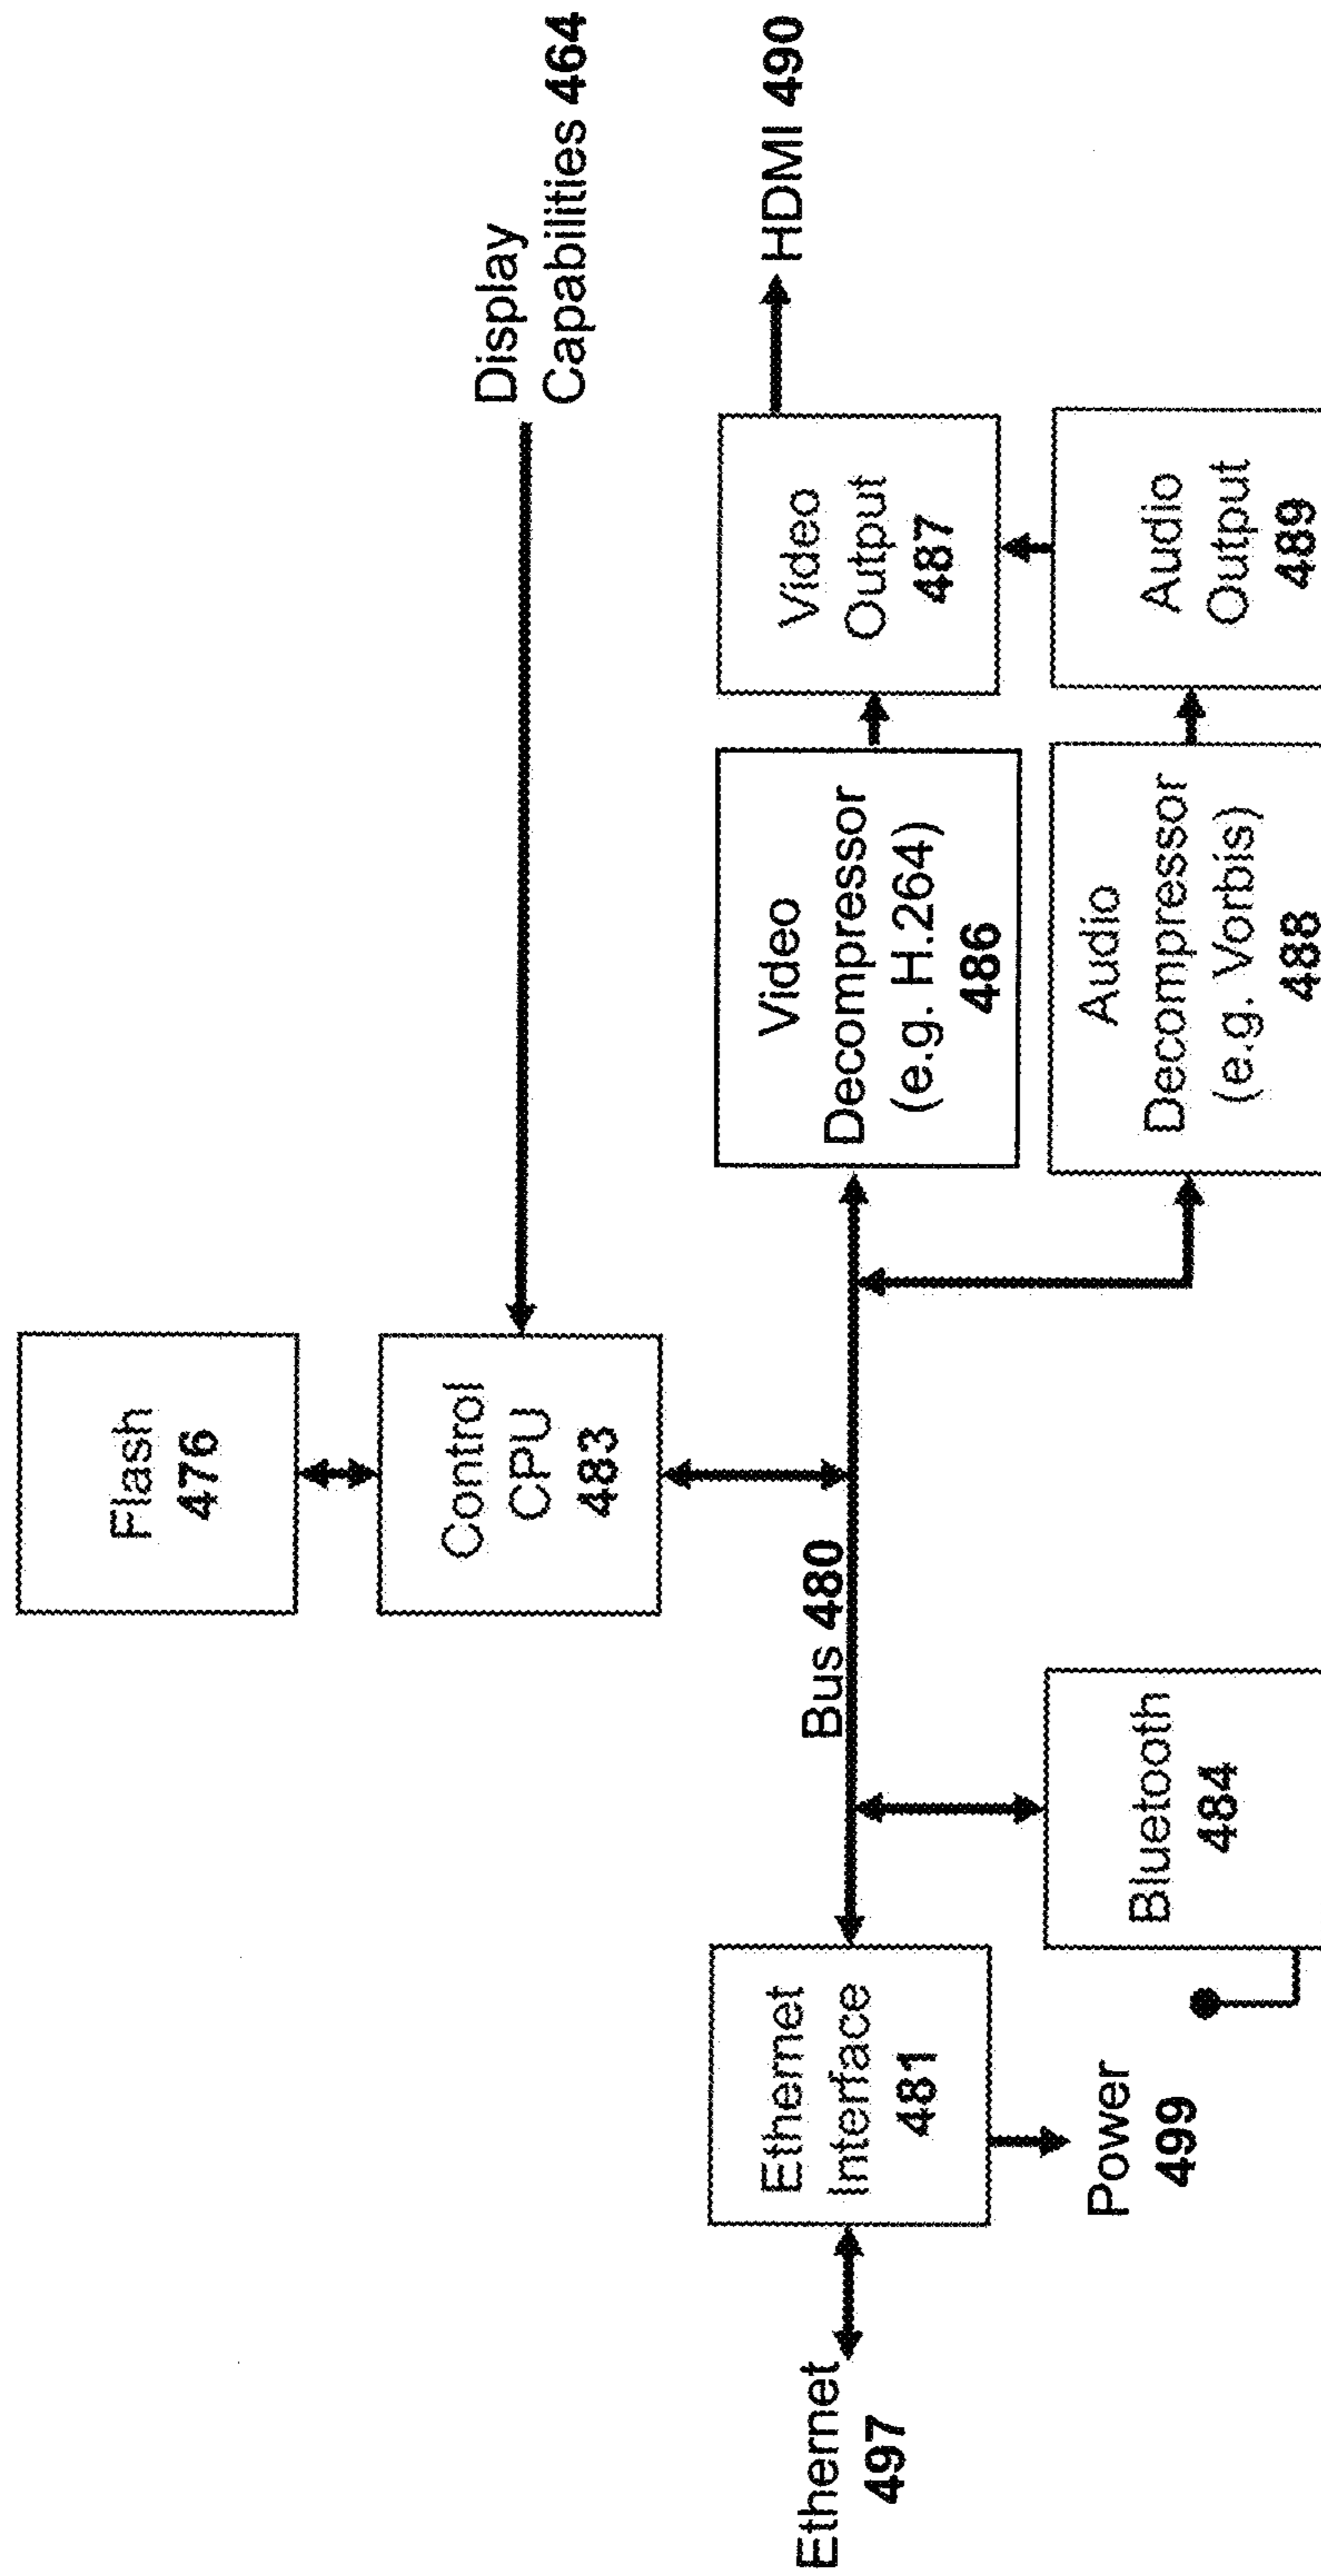 Flash
476
Display
Capabilities 464
Control
CPU
483
Bus 480
HDMI 490
Ethernet
497
Ethernet
Interface
481
Video
Decompressor
(e.g. H.264)
486
Video
Output
487
Power
499
Bluetooth
484
Audio
Decompressor
(e.g. Vorbis)
488
Audio
Output
489